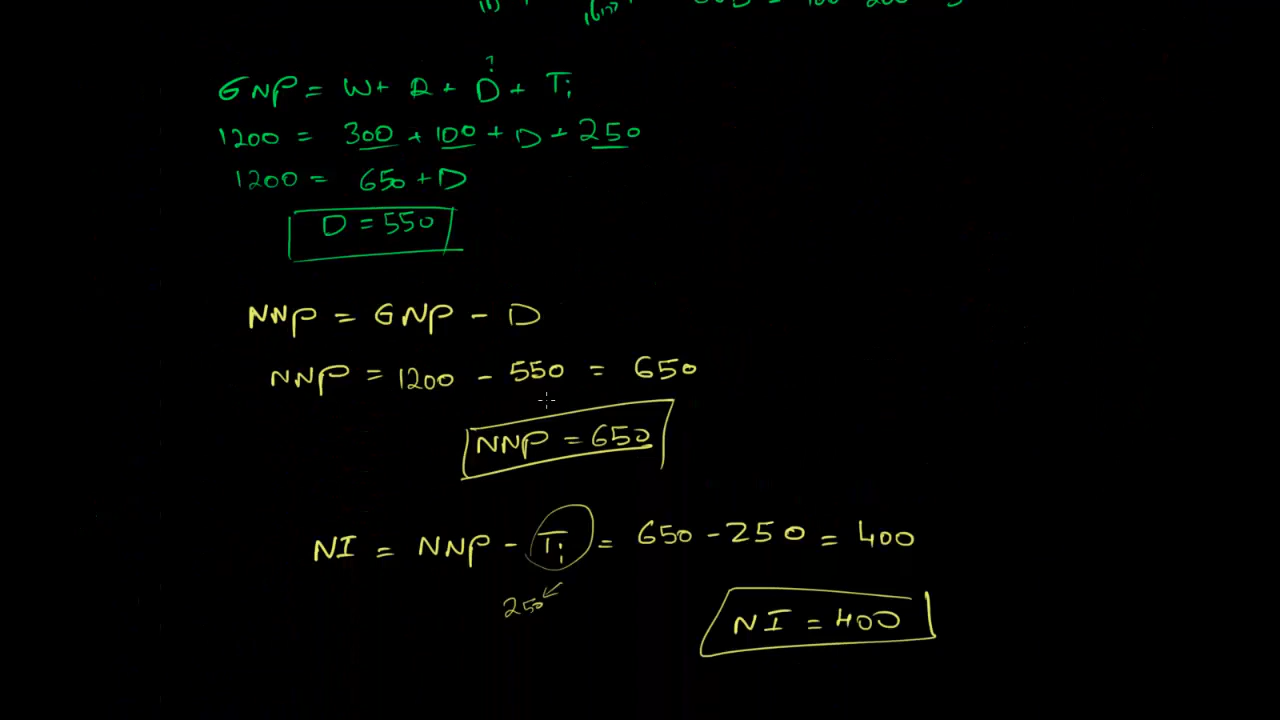 ?
GNP = W + R + D + Ti
1200 = 300 + 100 + D + 250
1200 = 650 + D
D = 550
NNP = GNP - D
NNP = 1200 - 550 = 650
NNP = 650
NI = NNP - Ti = 650 - 250 = 400
250
NI = 400